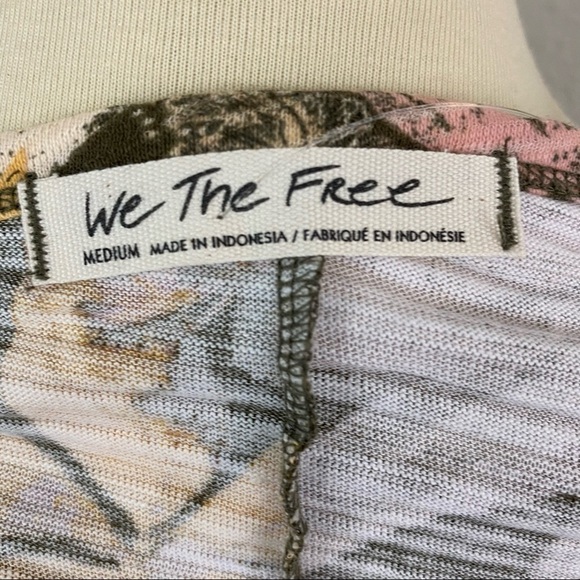 We The Free
MEDIUM MADE IN INDONESIA / FABRIQUÉ EN INDONÉSIE